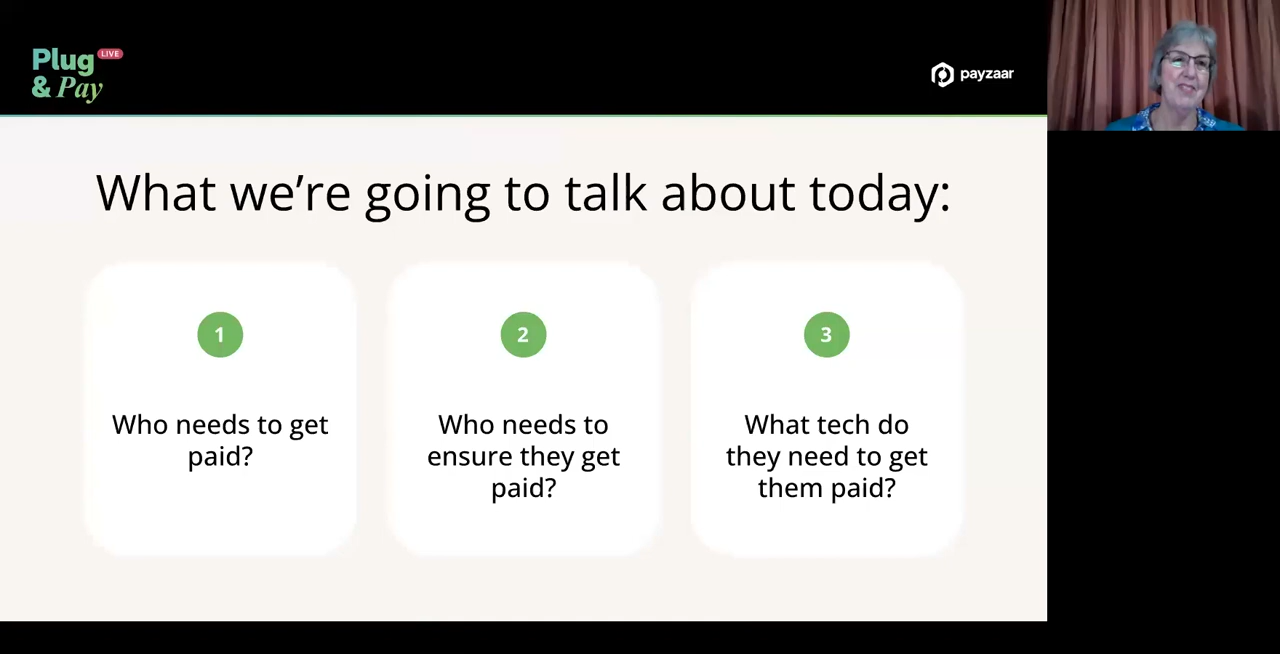 Plug LIVE
& Pay
payzaar
What we’re going to talk about today:
1
Who needs to get
paid?
2
Who needs to
ensure they get
paid?
3
What tech do
they need to get
them paid?